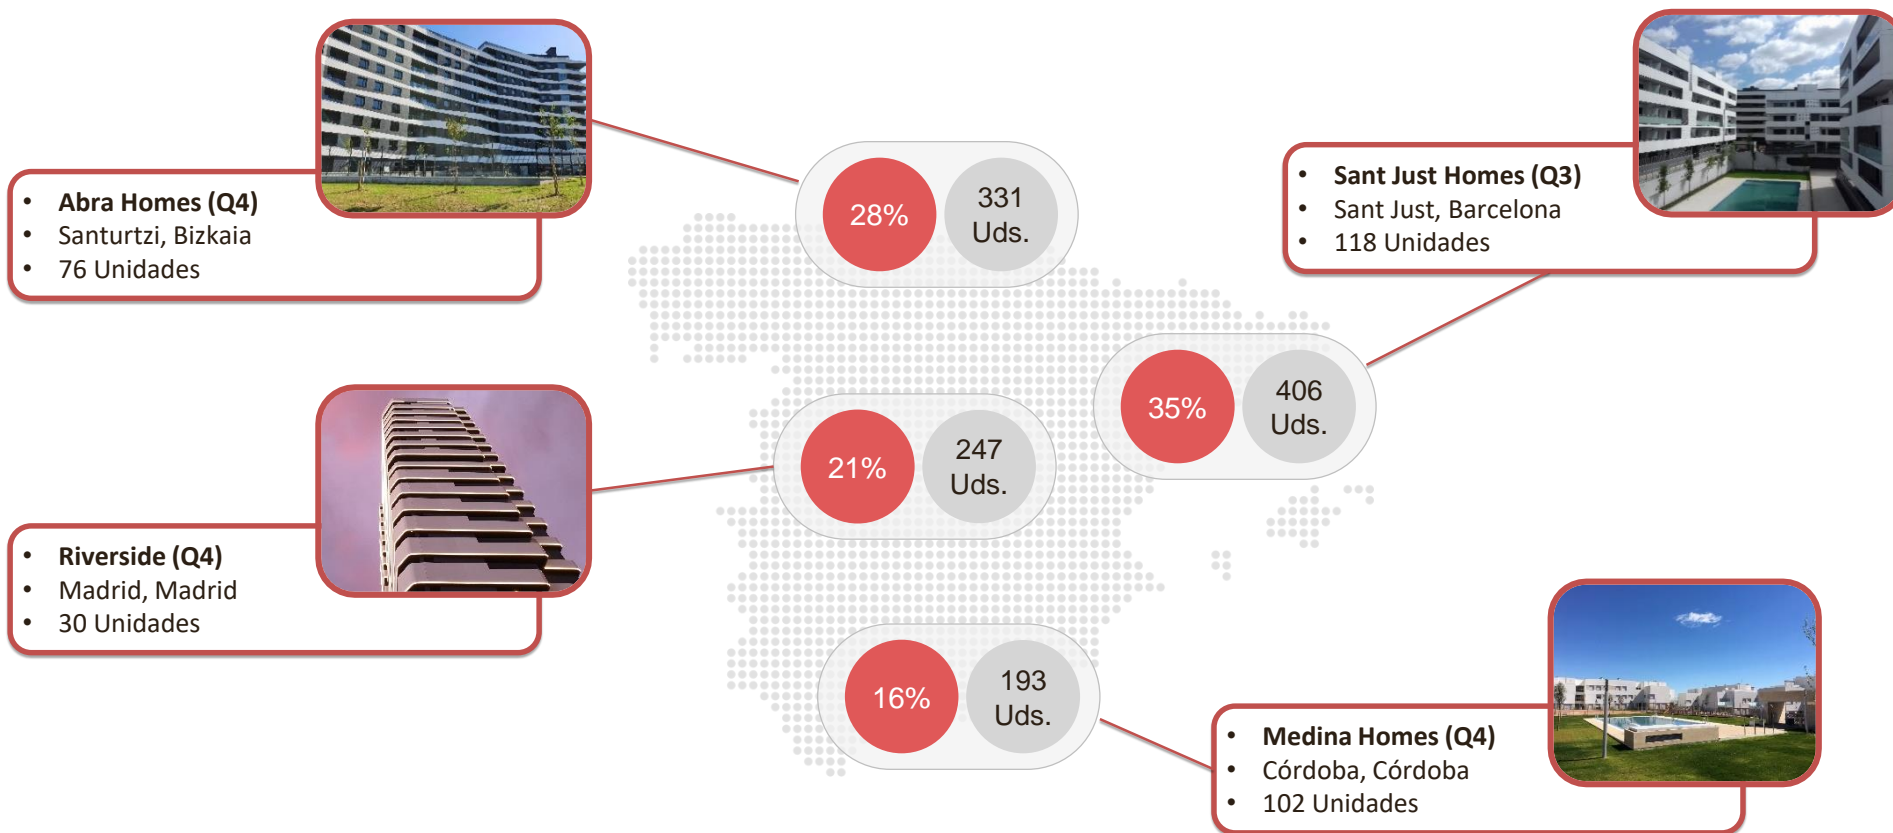 • Abra Homes (Q4)
• Santurtzi, Bizkaia
• 76 Unidades
28%
331
Uds.
• Sant Just Homes (Q3)
• Sant Just, Barcelona
• 118 Unidades
35%
406
Uds.
21%
247
Uds.
• Riverside (Q4)
• Madrid, Madrid
• 30 Unidades
16%
193
Uds.
• Medina Homes (Q4)
• Córdoba, Córdoba
• 102 Unidades